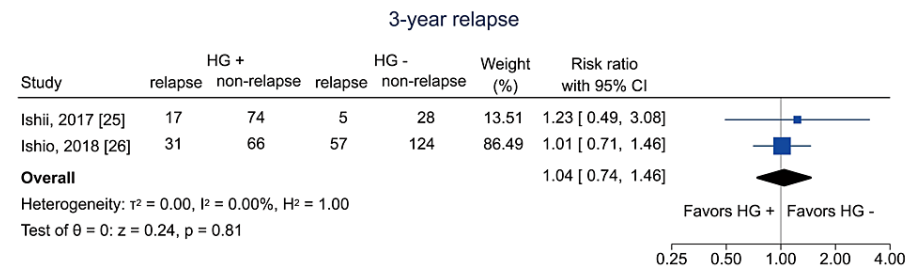 3-year relapse
HG + HG - Weight Risk ratio
Study relapse non-relapse relapse non-relapse (%) with 95% CI
Ishii, 2017 [25] 17 74 5 28 13.51 1.23 [ 0.49, 3.08]
Ishio, 2018 [26] 31 66 57 124 86.49 1.01 [ 0.71, 1.46]
Overall 1.04 [ 0.74, 1.46]
Heterogeneity: τ² = 0.00, I² = 0.00%, H² = 1.00
Favors HG + Favors HG -
Test of θ = 0: z = 0.24, p = 0.81
0.25 0.50 1.00 2.00 4.00